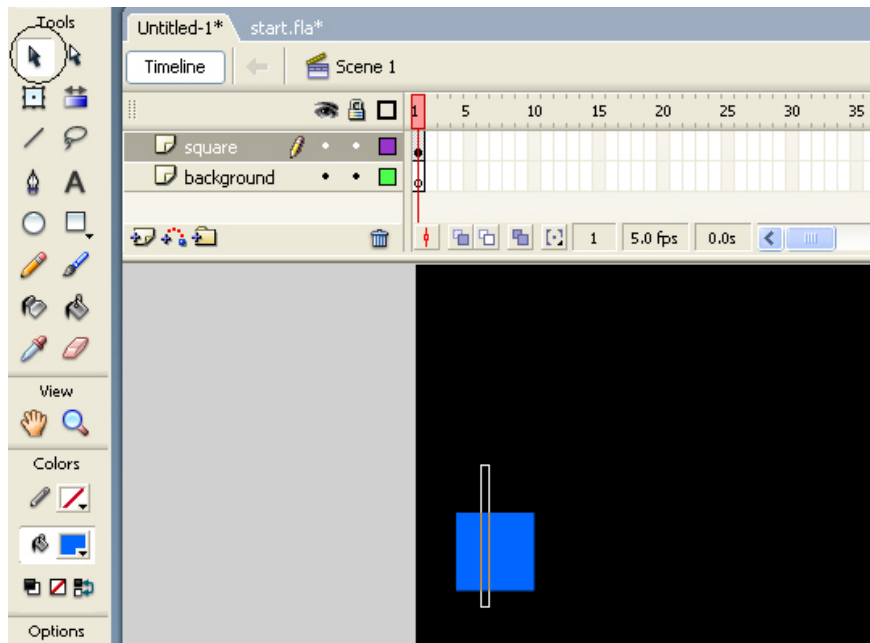 Tools
Untitled-1* start.fla*
Timeline Scene 1
1 5 10 15 20 25 30 35
square
background
1 5.0 fps 0.0s
A
View
Colors
Options